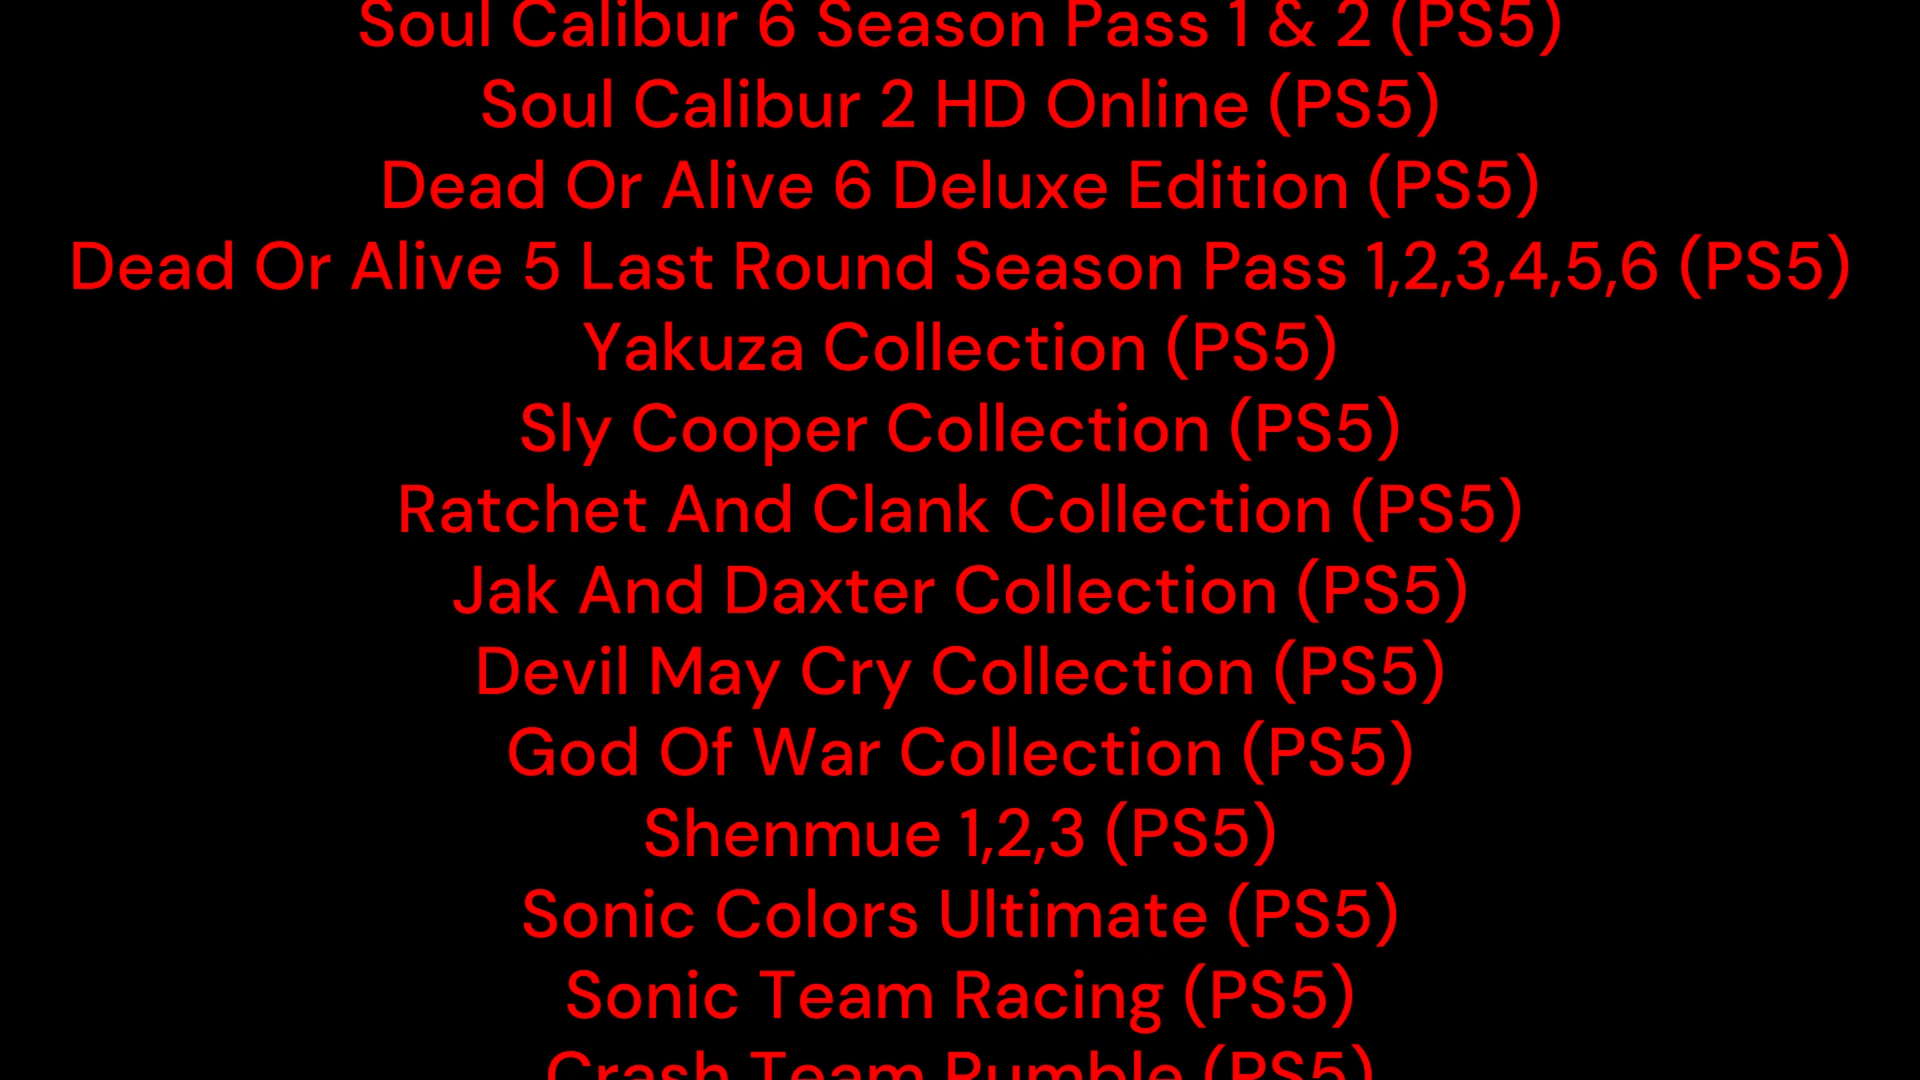 Soul Calibur 6 Season Pass 1 & 2 (PS5)
Soul Calibur 2 HD Online (PS5)
Dead Or Alive 6 Deluxe Edition (PS5)
Dead Or Alive 5 Last Round Season Pass 1,2,3,4,5,6 (PS5)
Yakuza Collection (PS5)
Sly Cooper Collection (PS5)
Ratchet And Clank Collection (PS5)
Jak And Daxter Collection (PS5)
Devil May Cry Collection (PS5)
God Of War Collection (PS5)
Shenmue 1,2,3 (PS5)
Sonic Colors Ultimate (PS5)
Sonic Team Racing (PS5)
Crash Team Rumble (PS5)